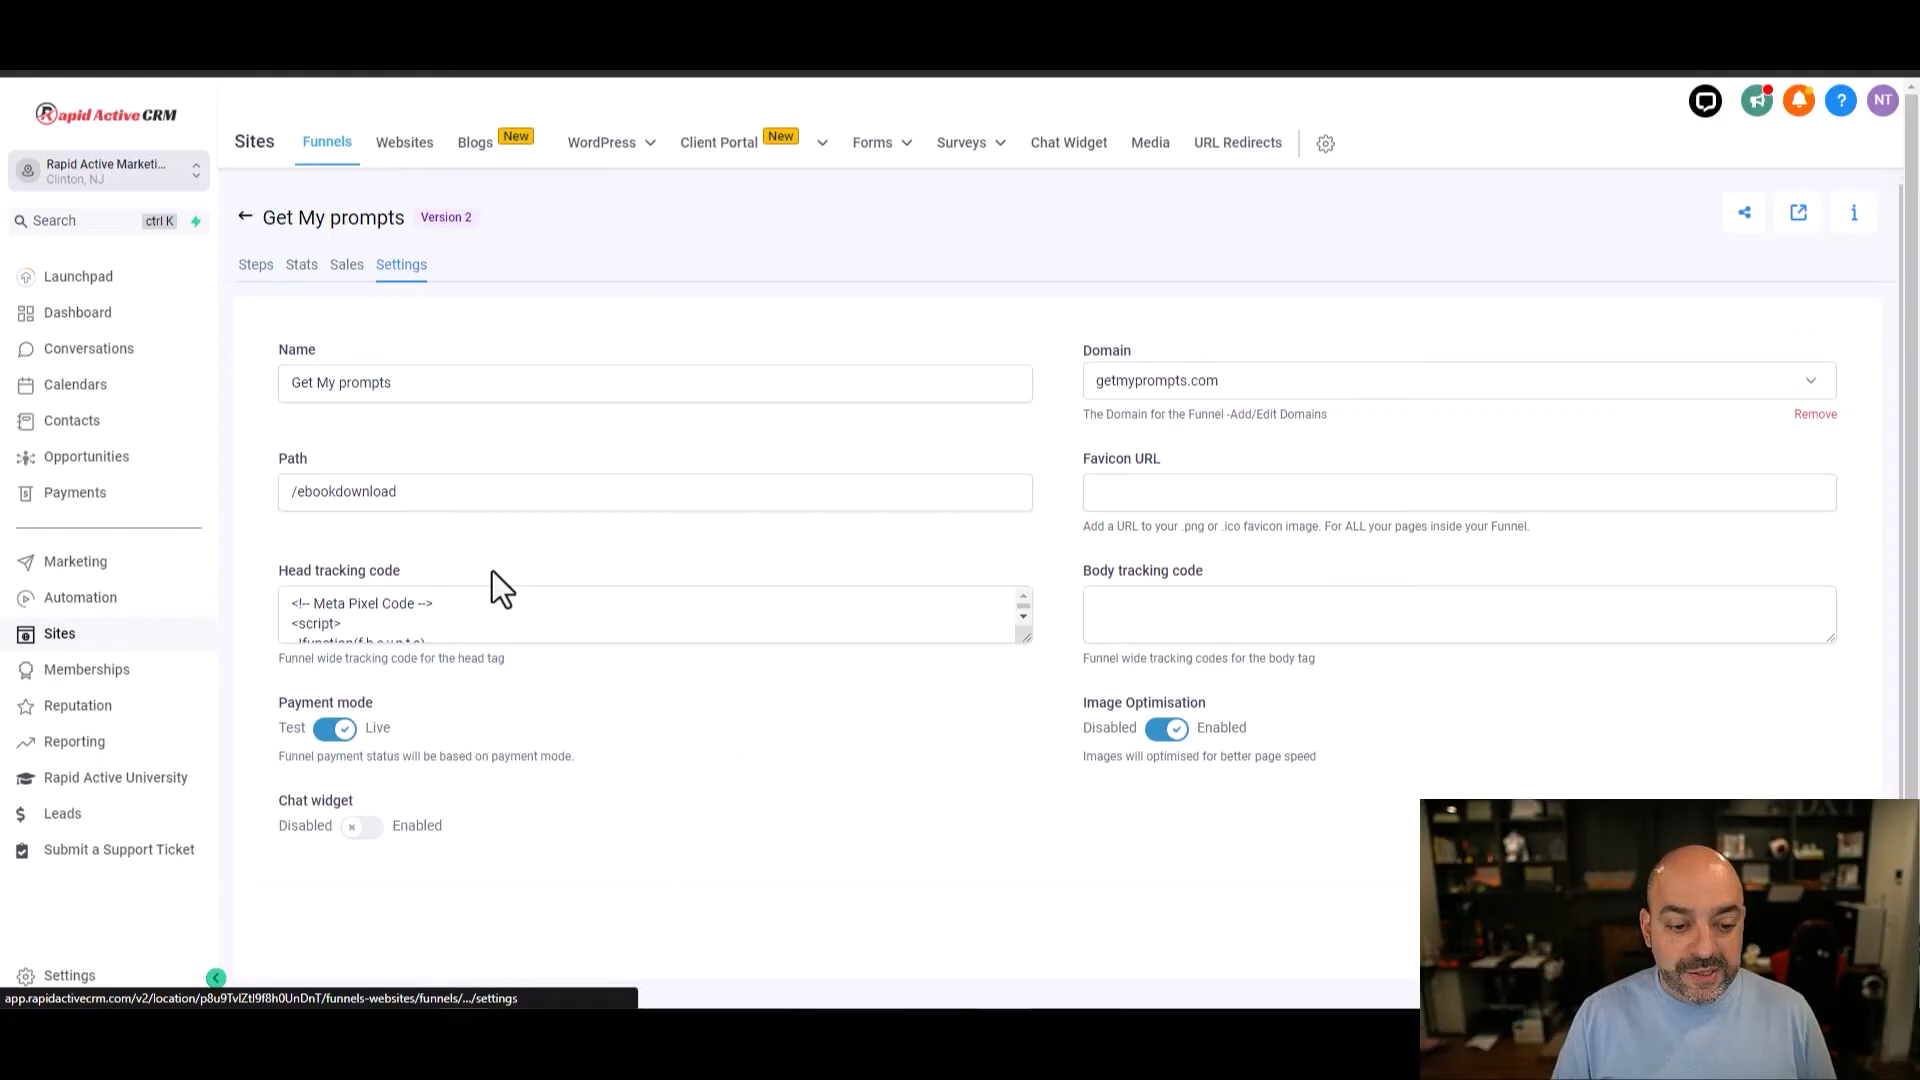 Rapid Active CRM
Rapid Active Marketi...
Clinton, NJ
Search
ctrl K
Launchpad
Dashboard
Conversations
Calendars
Contacts
Opportunities
Payments
Marketing
Automation
Sites
Memberships
Reputation
Reporting
Rapid Active University
Leads
Submit a Support Ticket
Settings
app.rapidactivecrm.com/v2/location/p8u9TvlZtl9f8h0UnDnT/funnels-websites/funnels/.../settings
Sites Funnels Websites Blogs New WordPress Client Portal New Forms Surveys Chat Widget Media URL Redirects
? NT
Get My prompts Version 2
i
Steps Stats Sales Settings
Name
Get My prompts
Domain
getmyprompts.com
The Domain for the Funnel -Add/Edit Domains
Remove
Path
/ebookdownload
Favicon URL
Add a URL to your .png or .ico favicon image. For ALL your pages inside your Funnel.
Head tracking code
<!-- Meta Pixel Code -->
<script>
Funnel wide tracking code for the head tag
Body tracking code
Funnel wide tracking codes for the body tag
Payment mode
Test Live
Funnel payment status will be based on payment mode.
Image Optimisation
Disabled Enabled
Images will optimised for better page speed
Chat widget
Disabled Enabled